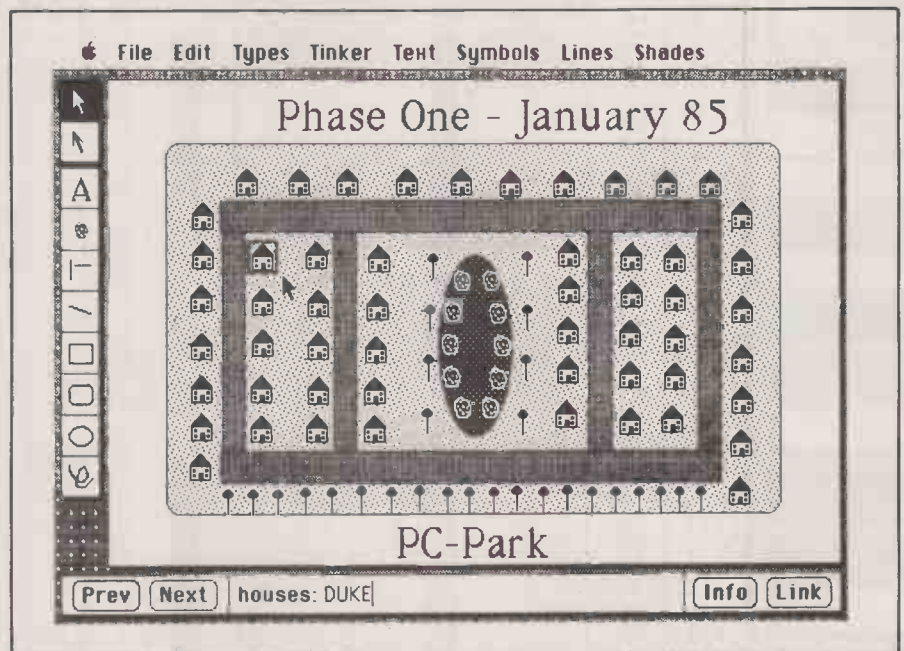 File Edit Types Tinker Text Symbols Lines Shades
Phase One - January 85
A
PC-Park
Prev Next houses: DUKE Info Link